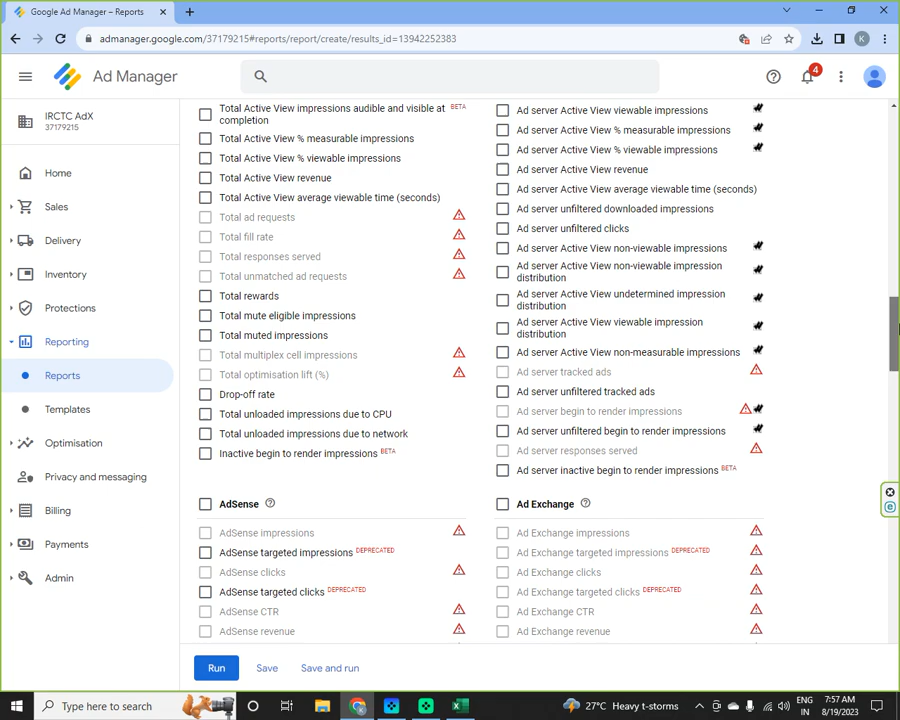 Google Ad Manager – Reports
admanager.google.com/37179215#reports/report/create/results_id=13942252383
K
Ad Manager
4
IRCTC AdX
37179215
Home
Sales
Delivery
Inventory
Protections
Reporting
Reports
Templates
Optimisation
Privacy and messaging
Billing
Payments
Admin
Total Active View impressions audible and visible at completion BETA
Total Active View % measurable impressions
Total Active View % viewable impressions
Total Active View revenue
Total Active View average viewable time (seconds)
Total ad requests
Total fill rate
Total responses served
Total unmatched ad requests
Total rewards
Total mute eligible impressions
Total muted impressions
Total multiplex cell impressions
Total optimisation lift (%)
Drop-off rate
Total unloaded impressions due to CPU
Total unloaded impressions due to network
Inactive begin to render impressions BETA
Ad server Active View viewable impressions
Ad server Active View % measurable impressions
Ad server Active View % viewable impressions
Ad server Active View revenue
Ad server Active View average viewable time (seconds)
Ad server unfiltered downloaded impressions
Ad server unfiltered clicks
Ad server Active View non-viewable impressions
Ad server Active View non-viewable impression
distribution
Ad server Active View undetermined impression
distribution
Ad server Active View viewable impression
distribution
Ad server Active View non-measurable impressions
Ad server tracked ads
Ad server unfiltered tracked ads
Ad server begin to render impressions
Ad server unfiltered begin to render impressions
Ad server responses served
Ad server inactive begin to render impressions BETA
AdSense
AdSense impressions
AdSense targeted impressions DEPRECATED
AdSense clicks
AdSense targeted clicks DEPRECATED
AdSense CTR
AdSense revenue
Ad Exchange
Ad Exchange impressions
Ad Exchange targeted impressions DEPRECATED
Ad Exchange clicks
Ad Exchange targeted clicks DEPRECATED
Ad Exchange CTR
Ad Exchange revenue
Run
Save
Save and run
Type here to search
27°C Heavy t-storms
ENG
IN
7:57 AM
8/19/2023